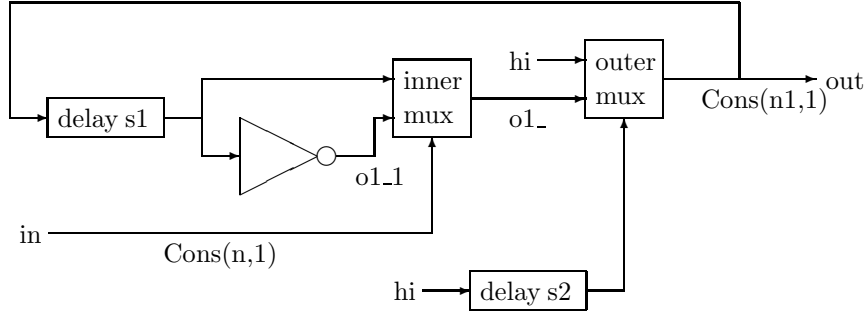 hi
inner
mux
outer
mux
out
Cons(n1,1)
delay s1
o1_
o1_1
in
Cons(n,1)
hi
delay s2